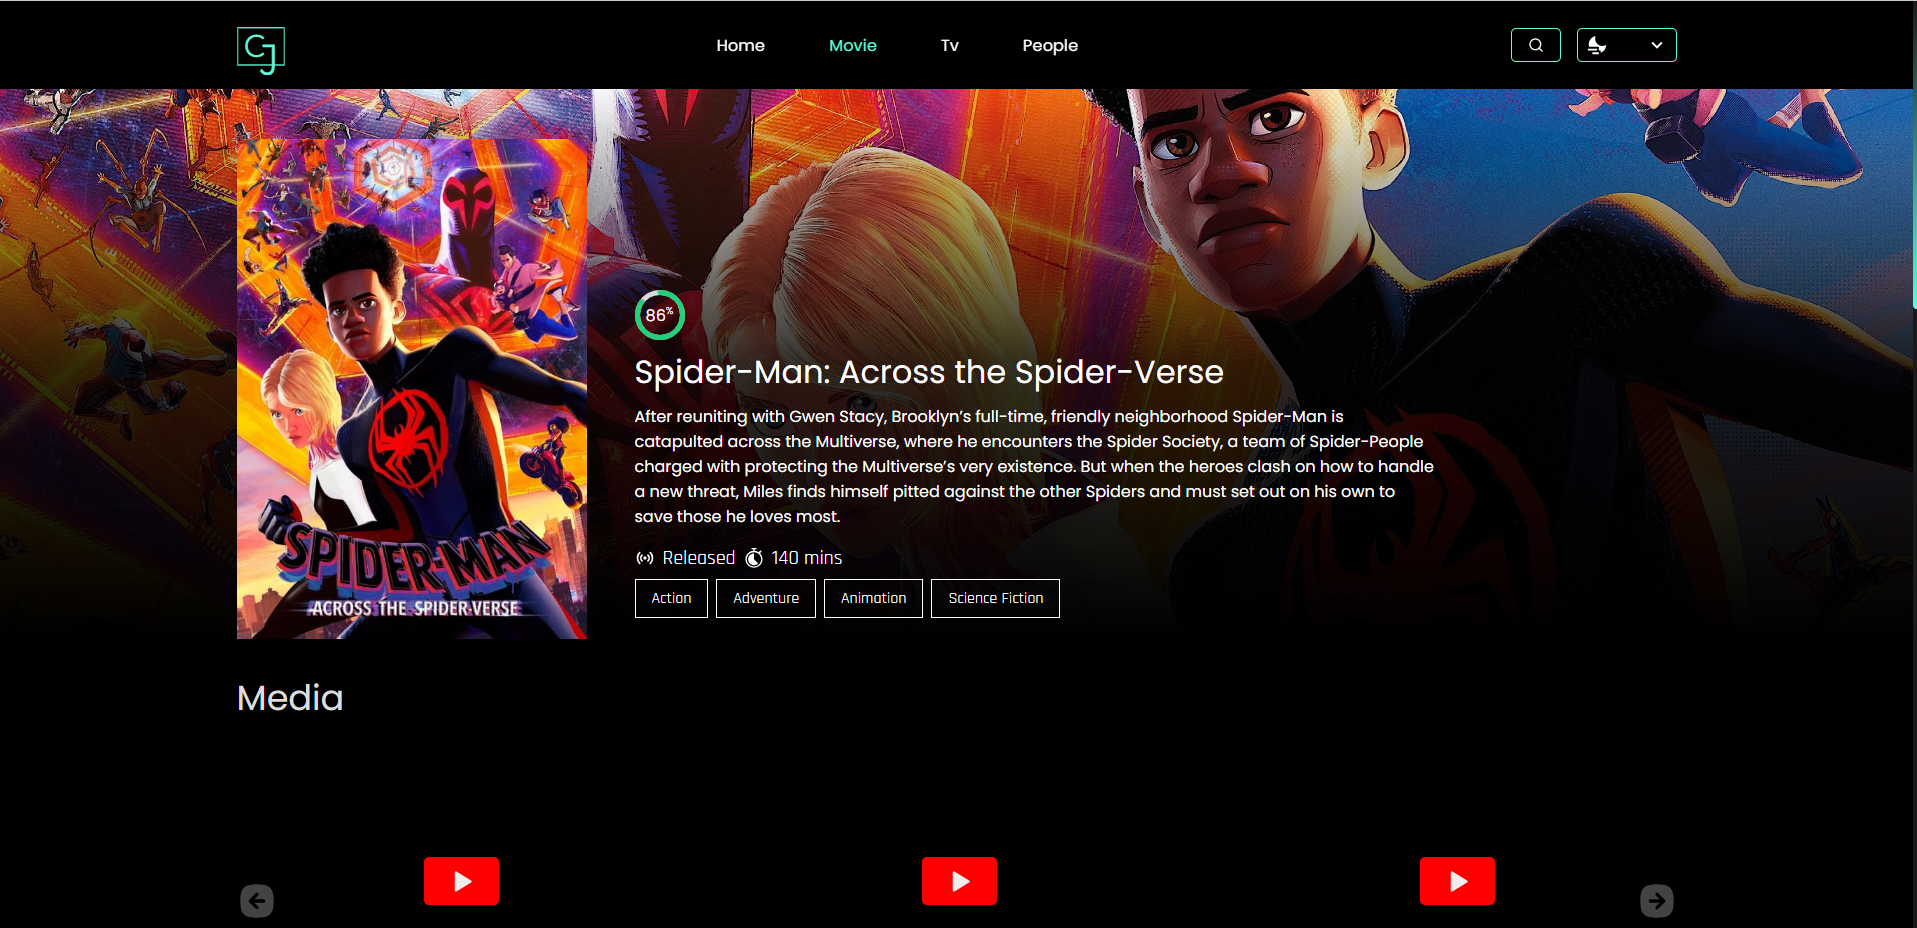 CJ
Home Movie Tv People
SPIDER-MAN
ACROSS THE SPIDER-VERSE
86%
Spider-Man: Across the Spider-Verse
After reuniting with Gwen Stacy, Brooklyn’s full-time, friendly neighborhood Spider-Man is
catapulted across the Multiverse, where he encounters the Spider Society, a team of Spider-People
charged with protecting the Multiverse’s very existence. But when the heroes clash on how to handle
a new threat, Miles finds himself pitted against the other Spiders and must set out on his own to
save those he loves most.
Released 140 mins
Action Adventure Animation Science Fiction
Media